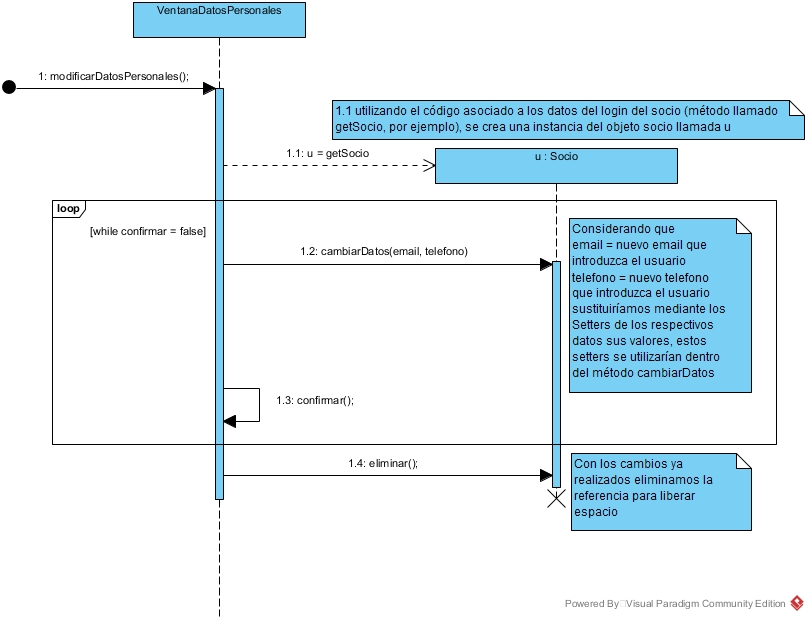 VentanaDatosPersonales
1: modificarDatosPersonales();
1.1 utilizando el código asociado a los datos del login del socio (método llamado
getSocio, por ejemplo), se crea una instancia del objeto socio llamada u
1.1: u = getSocio
u : Socio
loop
[while confirmar = false]
1.2: cambiarDatos(email, telefono)
Considerando que
email = nuevo email que
introduzca el usuario
telefono = nuevo telefono
que introduzca el usuario
sustituiríamos mediante los
Setters de los respectivos
datos sus valores, estos
setters se utilizarían dentro
del método cambiarDatos
1.3: confirmar();
1.4: eliminar();
Con los cambios ya
realizados eliminamos la
referencia para liberar
espacio
Powered By Visual Paradigm Community Edition